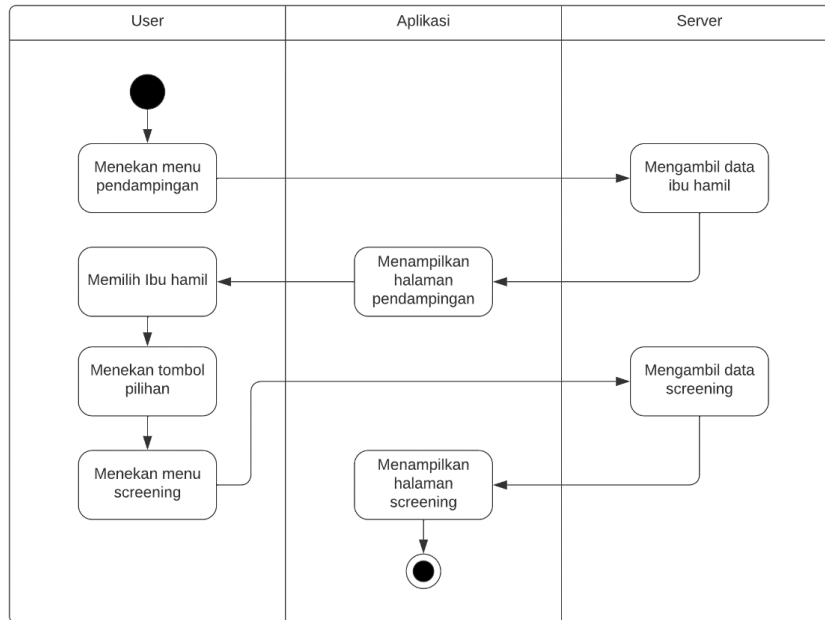 User
Aplikasi
Server
Menekan menu
pendampingan
Mengambil data
ibu hamil
Memilih Ibu hamil
Menampilkan
halaman
pendampingan
Menekan tombol
pilihan
Mengambil data
screening
Menekan menu
screening
Menampilkan
halaman
screening